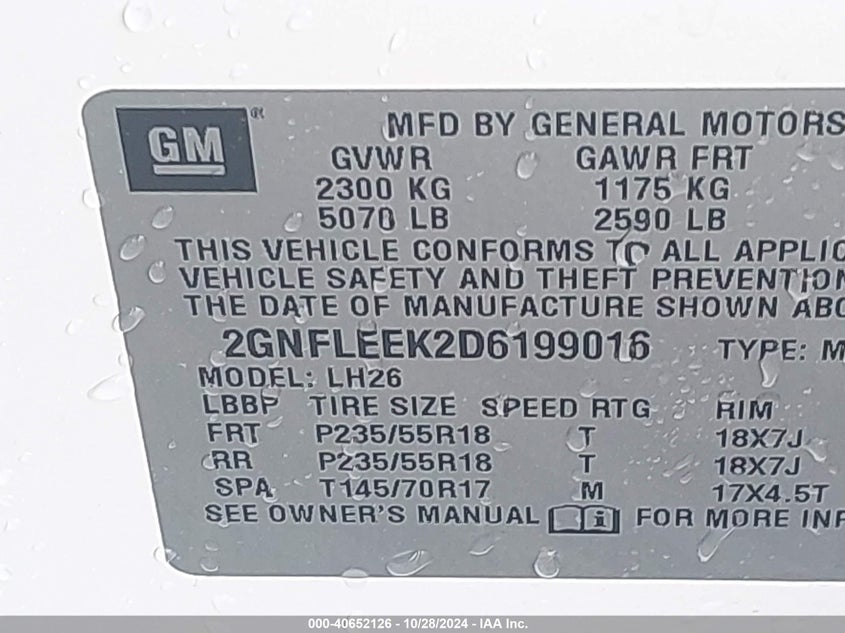 GM ® MFD BY GENERAL MOTORS
GVWR GAWR FRT
2300 KG 1175 KG
5070 LB 2590 LB
THIS VEHICLE CONFORMS TO ALL APPLIC
VEHICLE SAFETY AND THEFT PREVENTION
THE DATE OF MANUFACTURE SHOWN ABO
2GNFLEEK2D6199016 TYPE: M
MODEL: LH26
LBBP TIRE SIZE SPEED RTG RIM
FRT P235/55R18 T 18X7J
RR P235/55R18 T 18X7J
SPA T145/70R17 M 17X4.5T
SEE OWNER'S MANUAL i FOR MORE INF
000-40652126 - 10/28/2024 - IAA Inc.